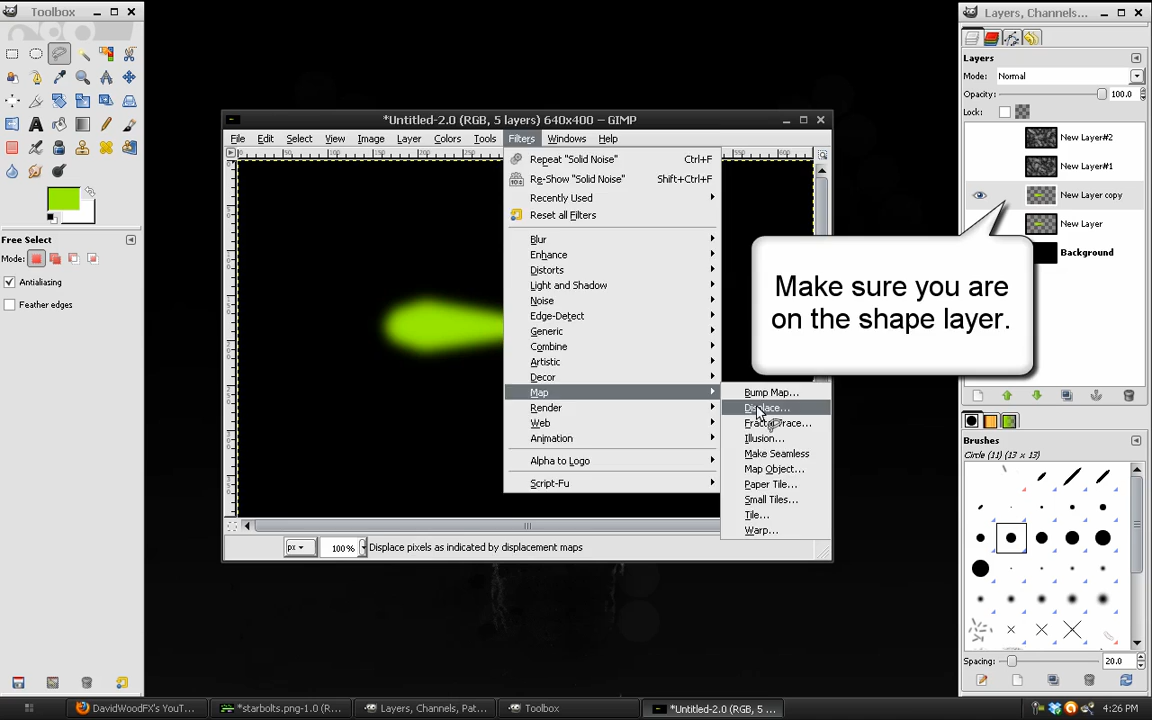 Toolbox
Layers, Channels...
*Untitled-2.0 (RGB, 5 layers) 640x400 – GIMP
File Edit Select View Image Layer Colors Tools Filters Windows Help
Repeat "Solid Noise" Ctrl+F
Re-Show "Solid Noise" Shift+Ctrl+F
Recently Used
Reset all Filters
Blur
Enhance
Distorts
Light and Shadow
Noise
Edge-Detect
Generic
Combine
Artistic
Decor
Map
Render
Web
Animation
Alpha to Logo
Script-Fu
Bump Map...
Displace...
Fractal Trace...
Illusion...
Make Seamless
Map Object...
Paper Tile...
Small Tiles...
Tile...
Warp...
px 100% Displace pixels as indicated by displacement maps
Free Select
Mode:
Antialiasing
Feather edges
Layers
Mode: Normal
Opacity: 100.0
Lock:
New Layer#2
New Layer#1
New Layer copy
New Layer
Background
Make sure you are
on the shape layer.
Brushes
Circle (11) (13 x 13)
Spacing: 20.0
DavidWoodFX's YouT...
*starbolts.png-1.0 (RG...
Layers, Channels, Pat...
Toolbox
*Untitled-2.0 (RGB, 5 ...
4:26 PM